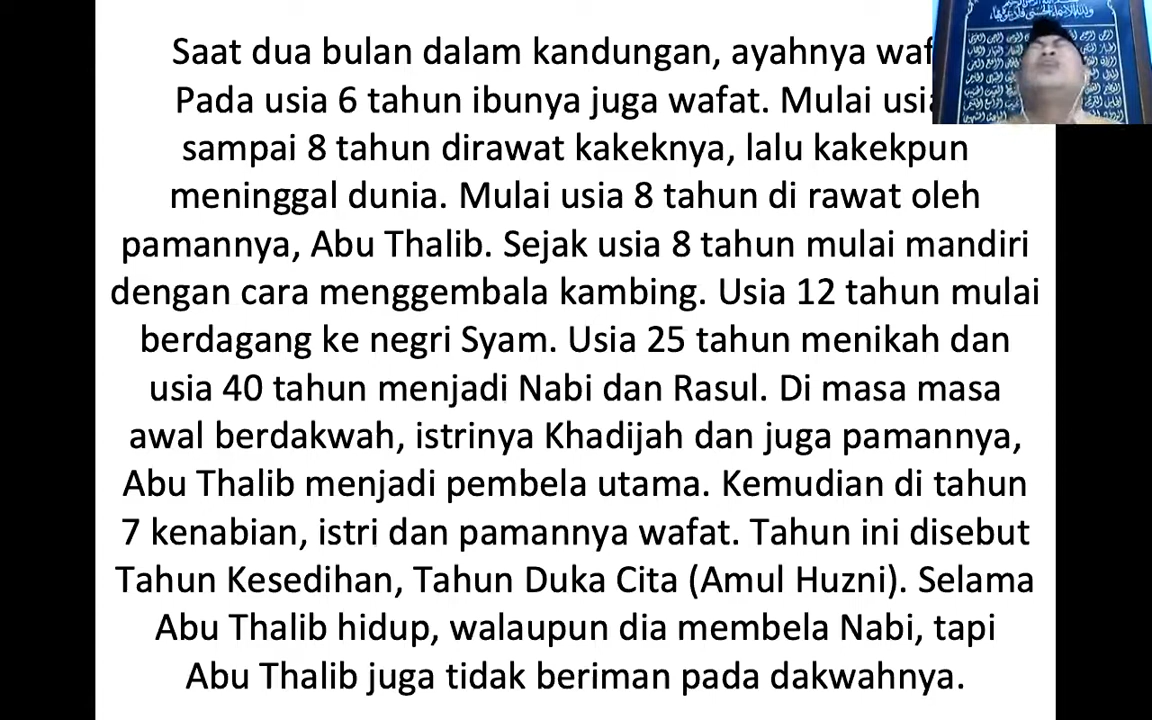 Saat dua bulan dalam kandungan, ayahnya
Pada usia 6 tahun ibunya juga wafat. Mulai
sampai 8 tahun dirawat kakeknya, lalu kakekpun
meninggal dunia. Mulai usia 8 tahun di rawat oleh
pamannya, Abu Thalib. Sejak usia 8 tahun mulai mandiri
dengan cara menggembala kambing. Usia 12 tahun mulai
berdagang ke negri Syam. Usia 25 tahun menikah dan
usia 40 tahun menjadi Nabi dan Rasul. Di masa masa
awal berdakwah, istrinya Khadijah dan juga pamannya,
Abu Thalib menjadi pembela utama. Kemudian di tahun
7 kenabian, istri dan pamannya wafat. Tahun ini disebut
Tahun Kesedihan, Tahun Duka Cita (Amul Huzni). Selama
Abu Thalib hidup, walaupun dia membela Nabi, tapi
Abu Thalib juga tidak beriman pada dakwahnya.